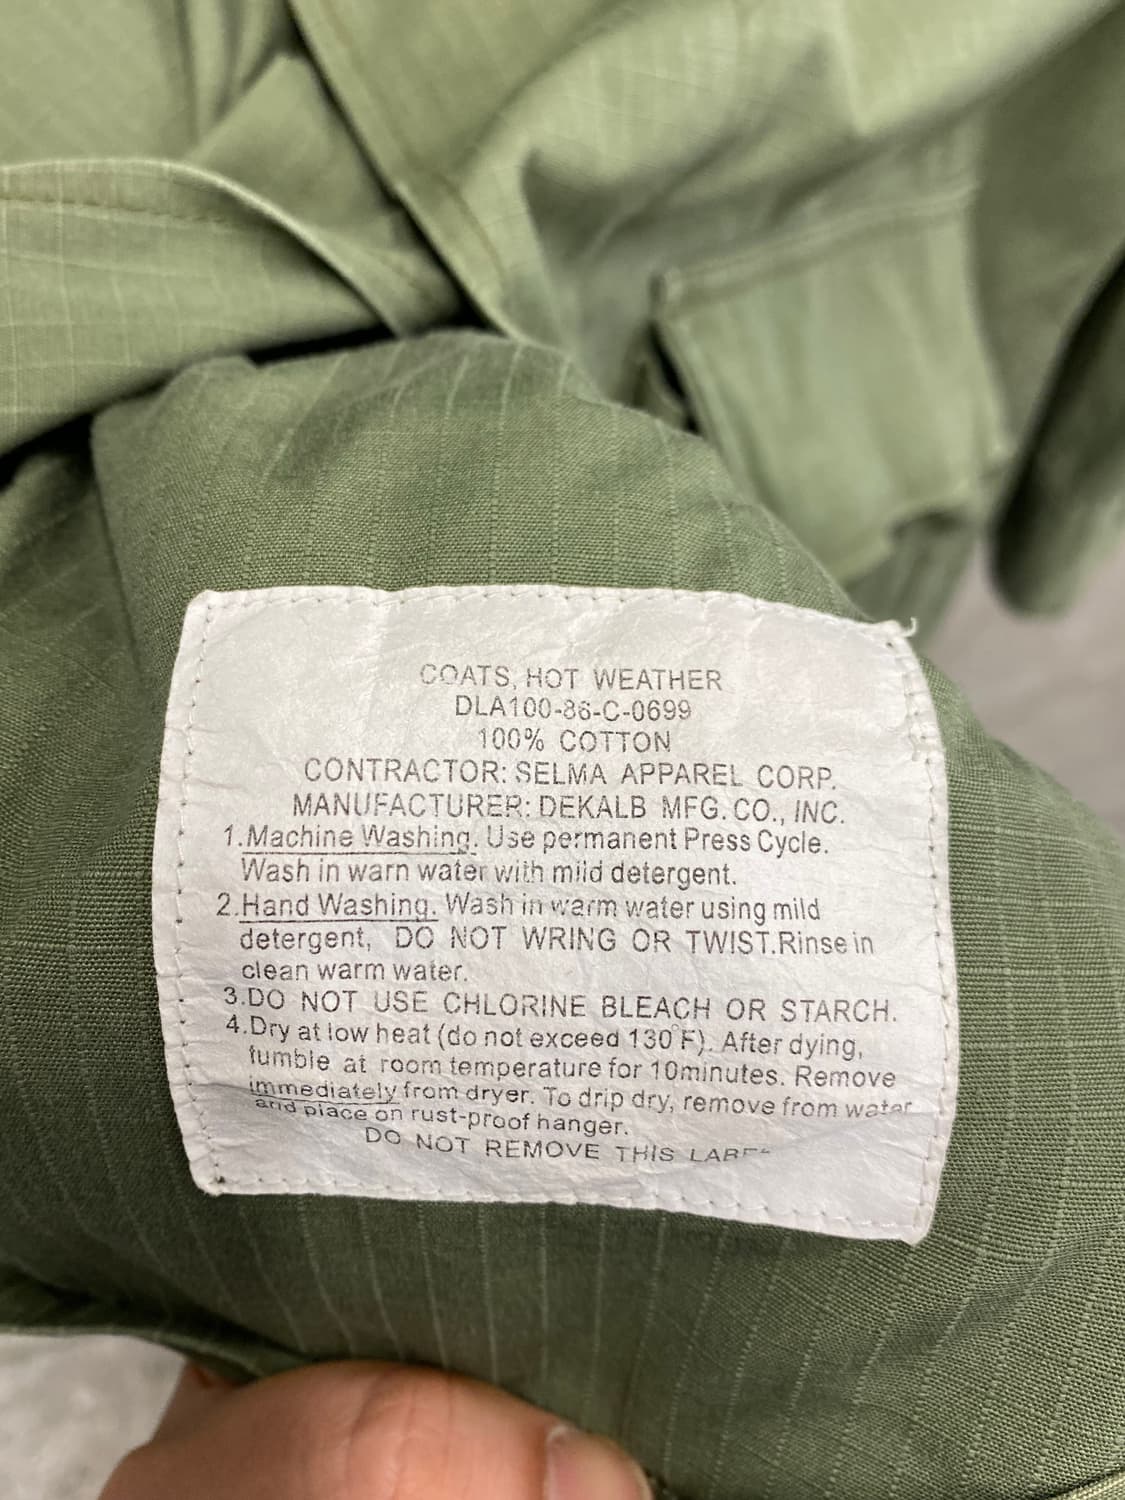 COATS, HOT WEATHER
DLA100-86-C-0699
100% COTTON
CONTRACTOR: SELMA APPAREL CORP.
MANUFACTURER: DEKALB MFG. CO., INC.
1.Machine Washing. Use permanent Press Cycle.
Wash in warn water with mild detergent.
2.Hand Washing. Wash in warm water using mild
detergent, DO NOT WRING OR TWIST.Rinse in
clean warm water.
3.DO NOT USE CHLORINE BLEACH OR STARCH.
4.Dry at low heat (do not exceed 130°F). After dying,
tumble at room temperature for 10minutes. Remove
immediately from dryer. To drip dry, remove from water
and place on rust-proof hanger.
DO NOT REMOVE THIS LABEL